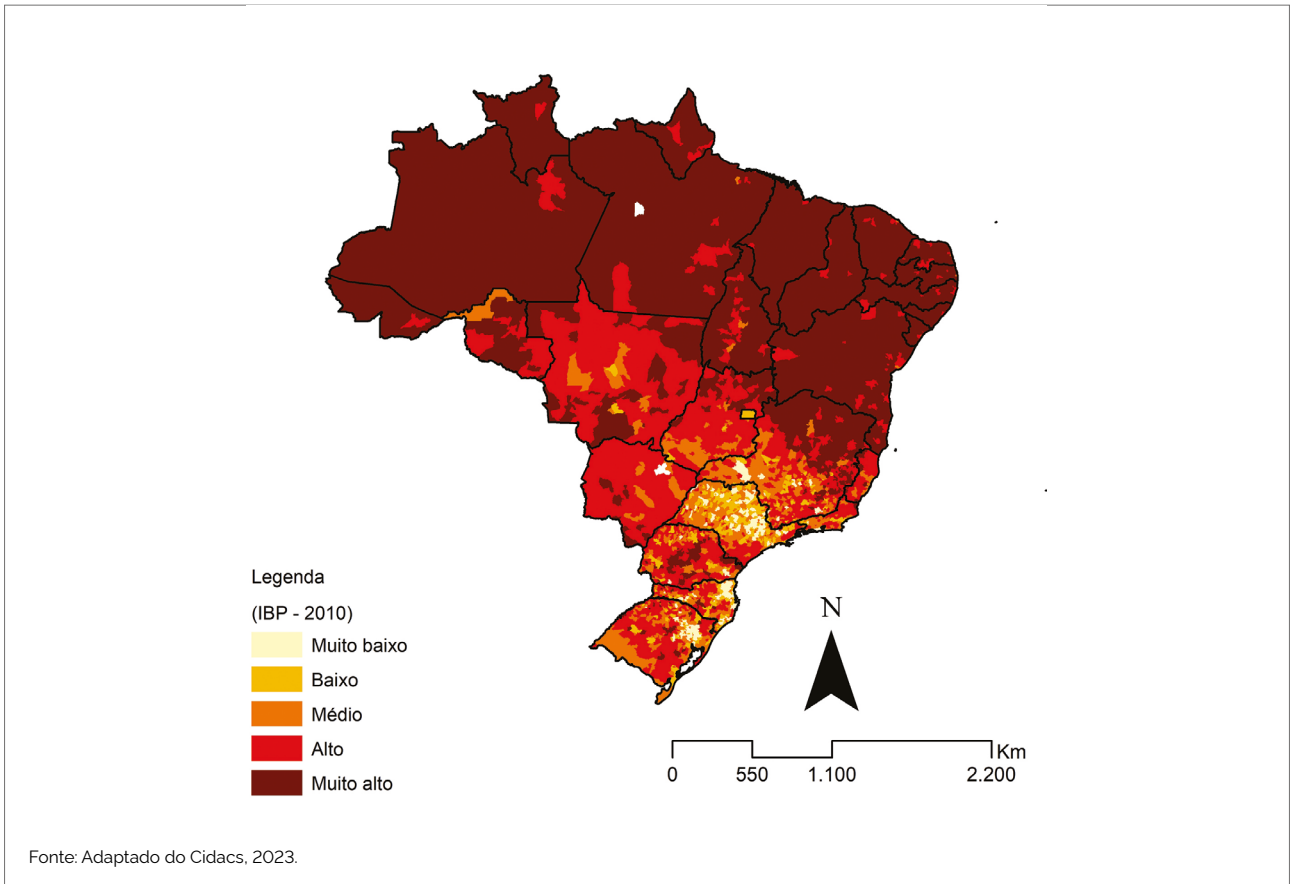 Legenda
(IBP - 2010)
Muito baixo
Baixo
Médio
Alto
Muito alto
N
Km
0 550 1.100 2.200
Fonte: Adaptado do Cidacs, 2023.